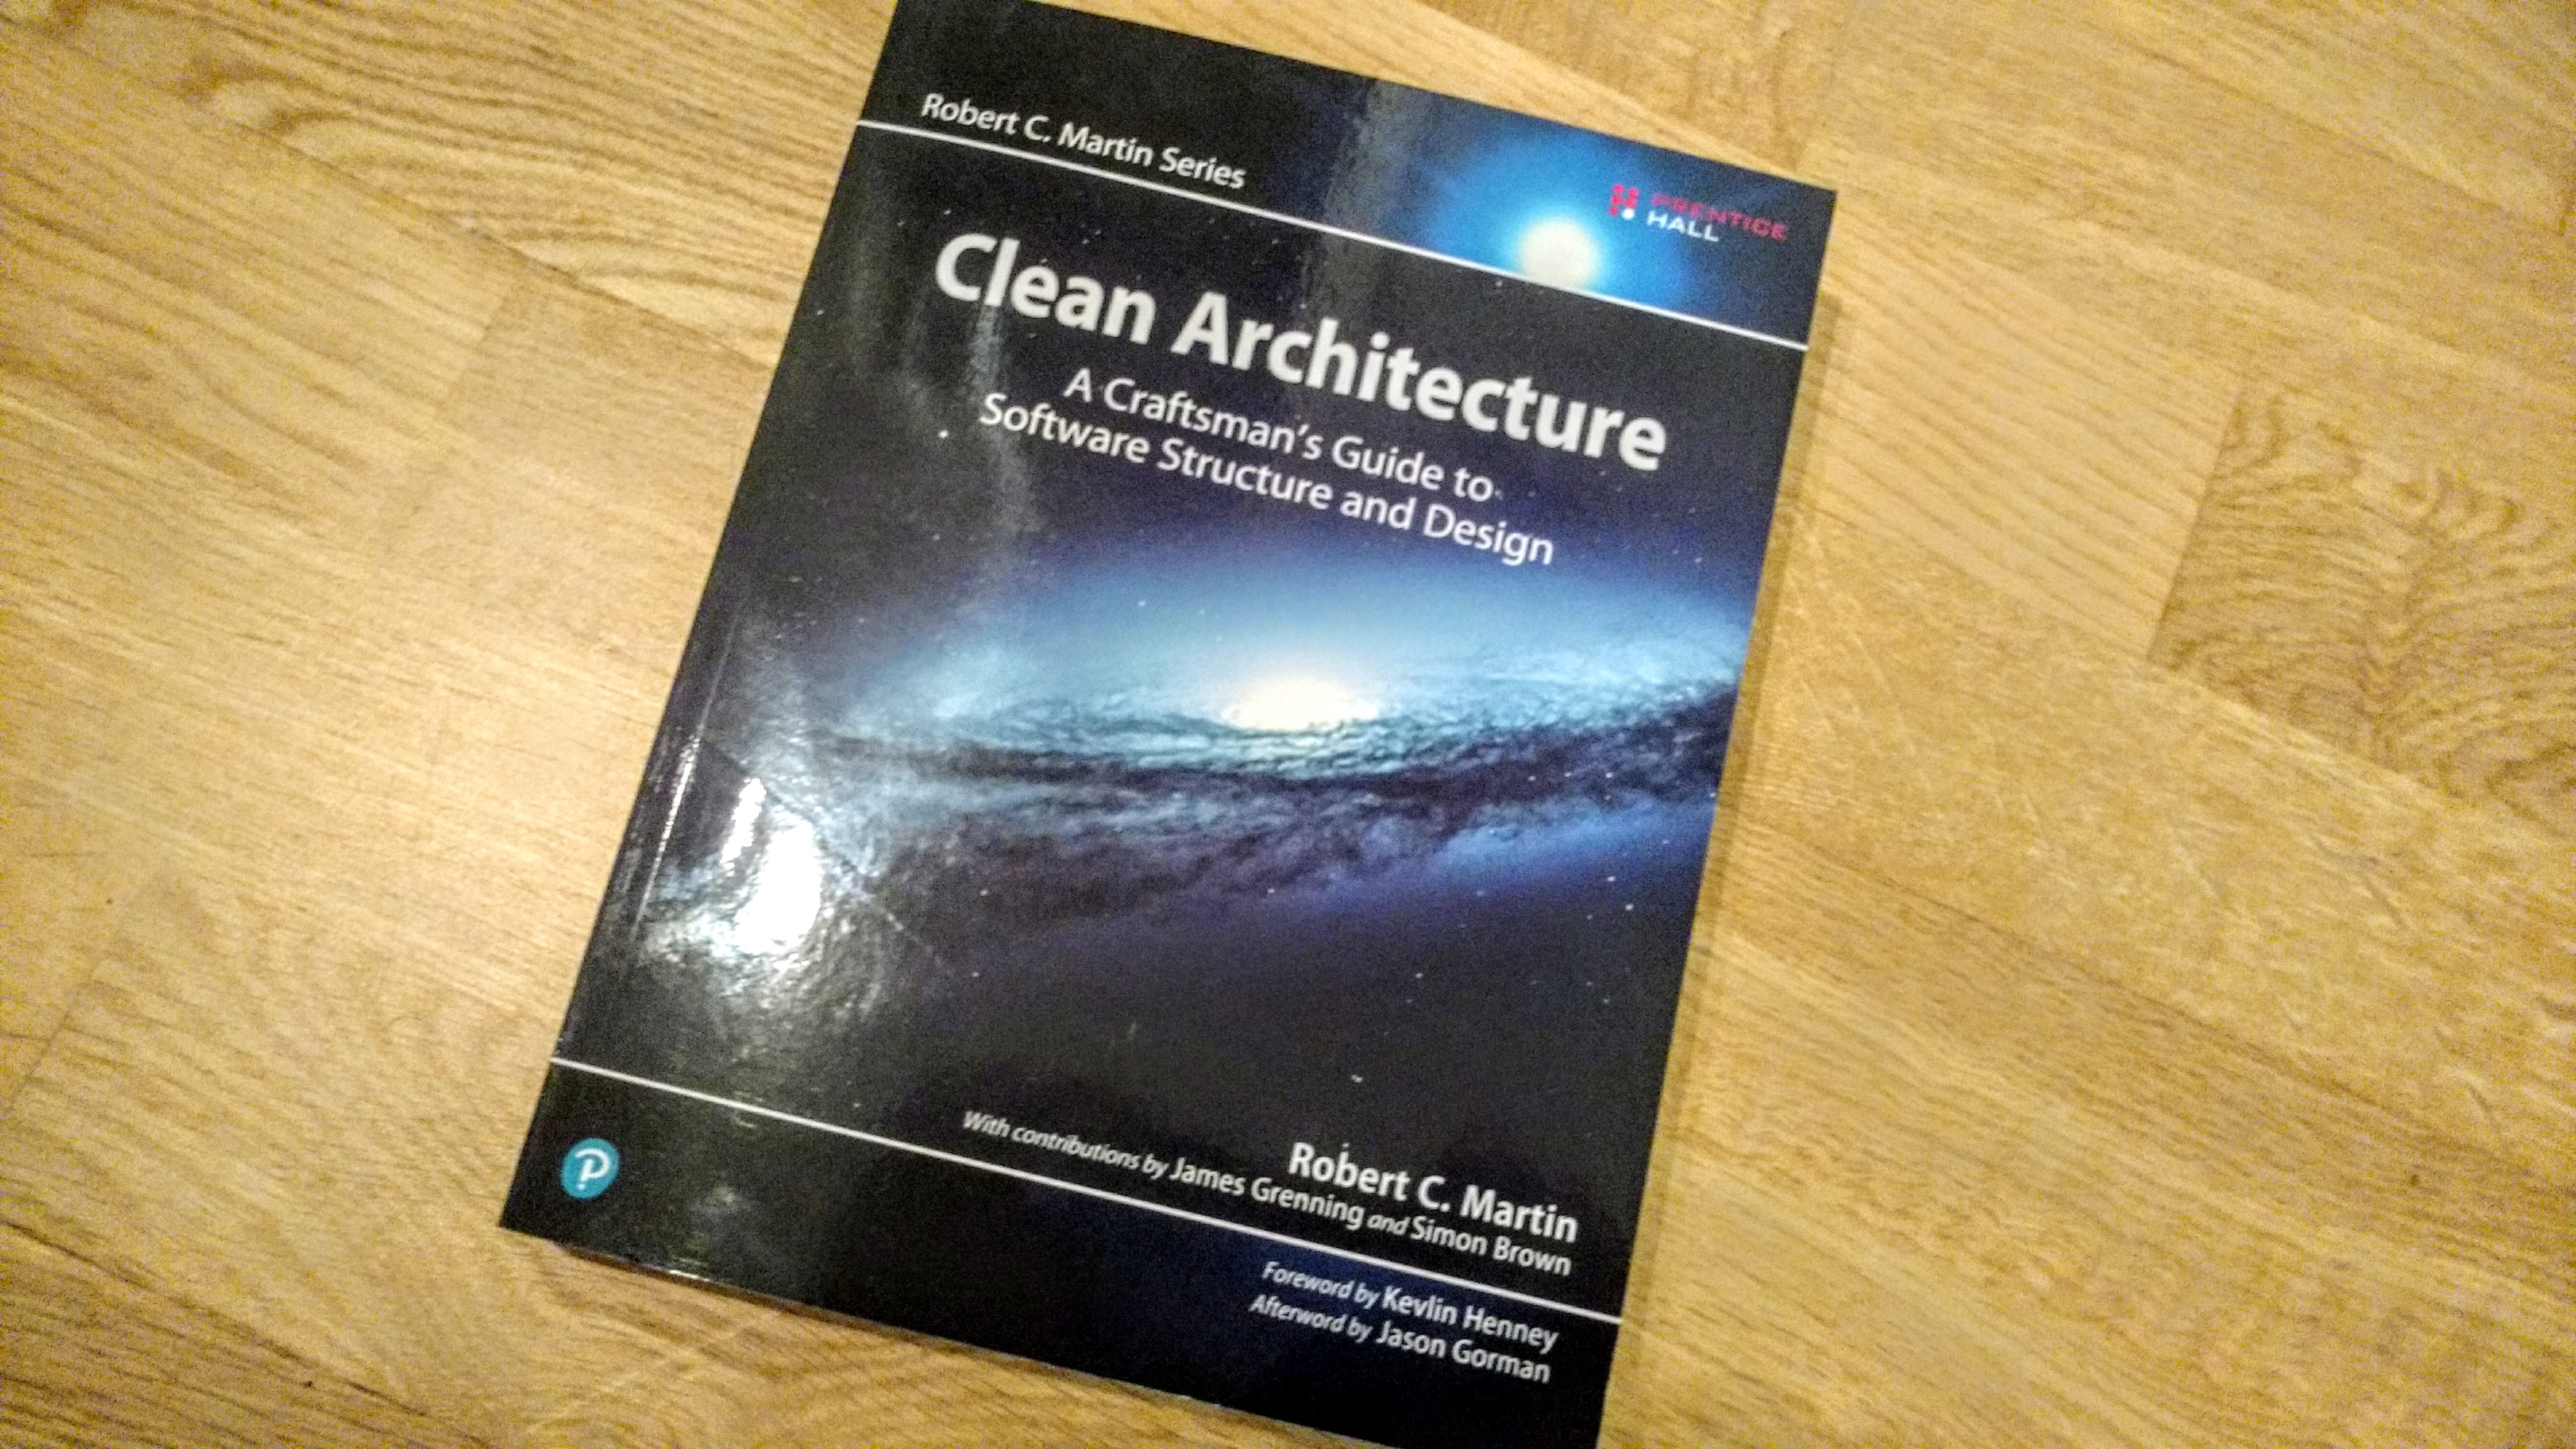 Robert C. Martin Series
PRENTICE
HALL
Clean Architecture
A Craftsman's Guide to
Software Structure and Design
Robert C. Martin
With contributions by James Grenning and Simon Brown
Foreword by Kevlin Henney
Afterword by Jason Gorman
P